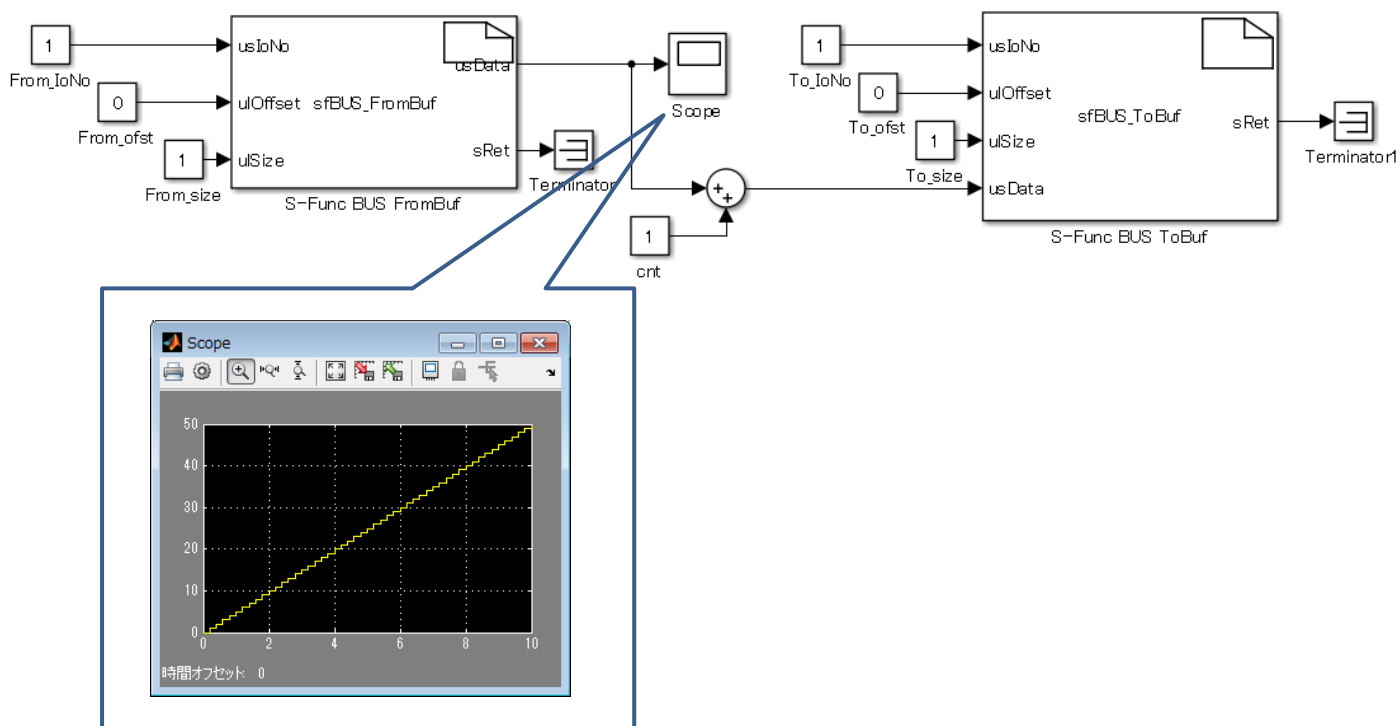 1
From_IoNo
0
From_ofst
1
From_size
usIoNo
ulOffset
sfBUS_FromBuf
ulSize
usData
sRet
S-Func BUS FromBuf
Scope
Terminator
1
cnt
+
+
1
To_IoNo
0
To_ofst
1
To_size
usIoNo
ulOffset
sfBUS_ToBuf
ulSize
usData
sRet
S-Func BUS ToBuf
Terminator1
Scope
50
40
30
20
10
0
0 2 4 6 8 10
時間オフセット: 0